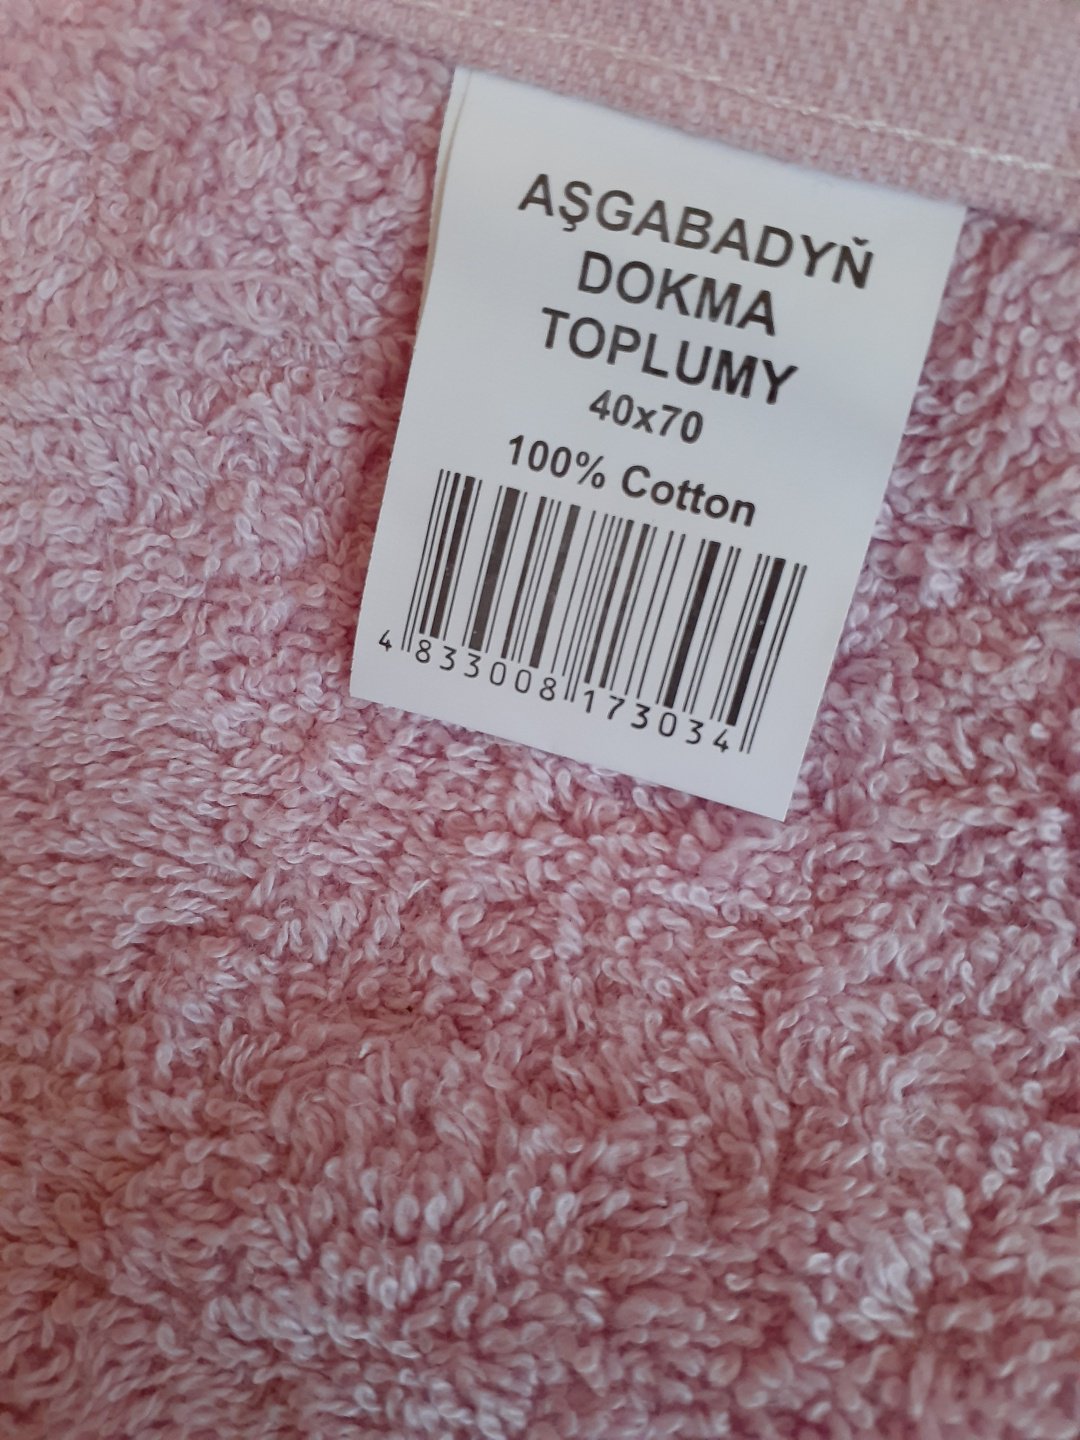 AŞGABADYŇ
DOKMA
TOPLUMY
40x70
100% Cotton
4 833008 173034